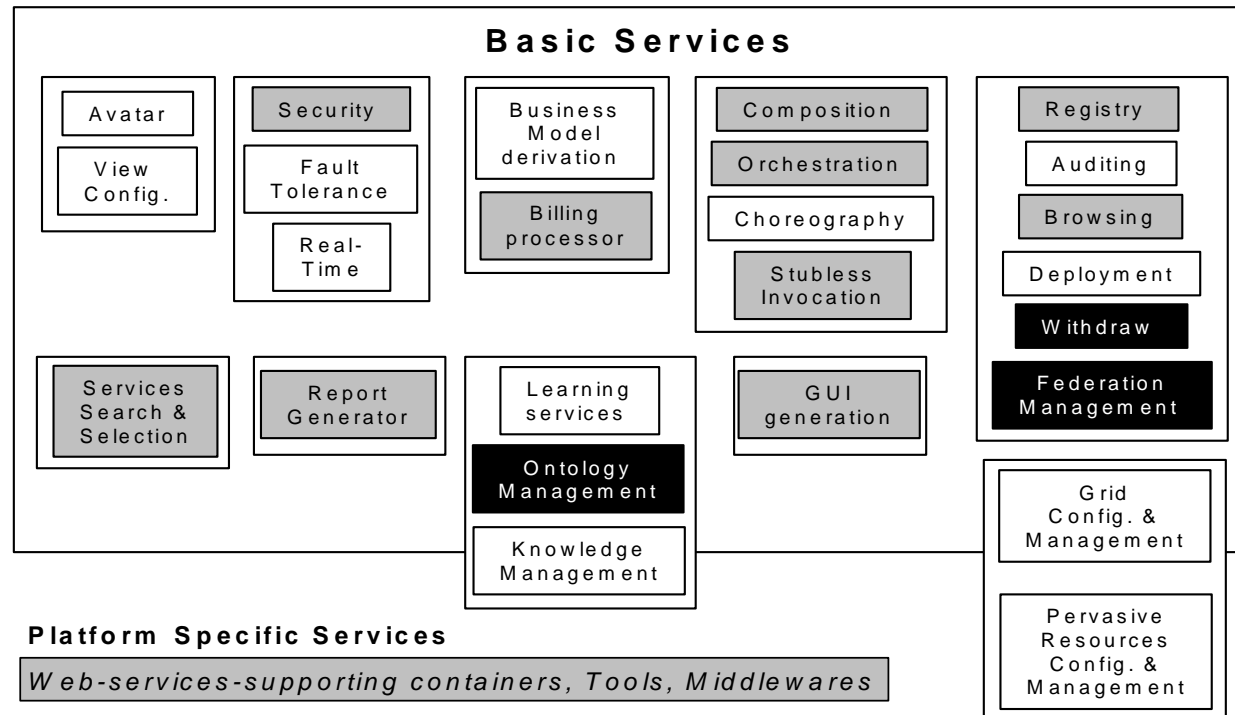 Basic Services
Avatar
View
Config.
Security
Fault
Tolerance
Real-
Time
Business
Model
derivation
Billing
processor
Composition
Orchestration
Choreography
Stubless
Invocation
Registry
Auditing
Browsing
Deployment
Withdraw
Federation
Management
Services
Search &
Selection
Report
Generator
Learning
services
Ontology
Management
Knowledge
Management
GUI
generation
Grid
Config. &
Management
Pervasive
Resources
Config. &
Management
Platform Specific Services
Web-services-supporting containers, Tools, Middlewares